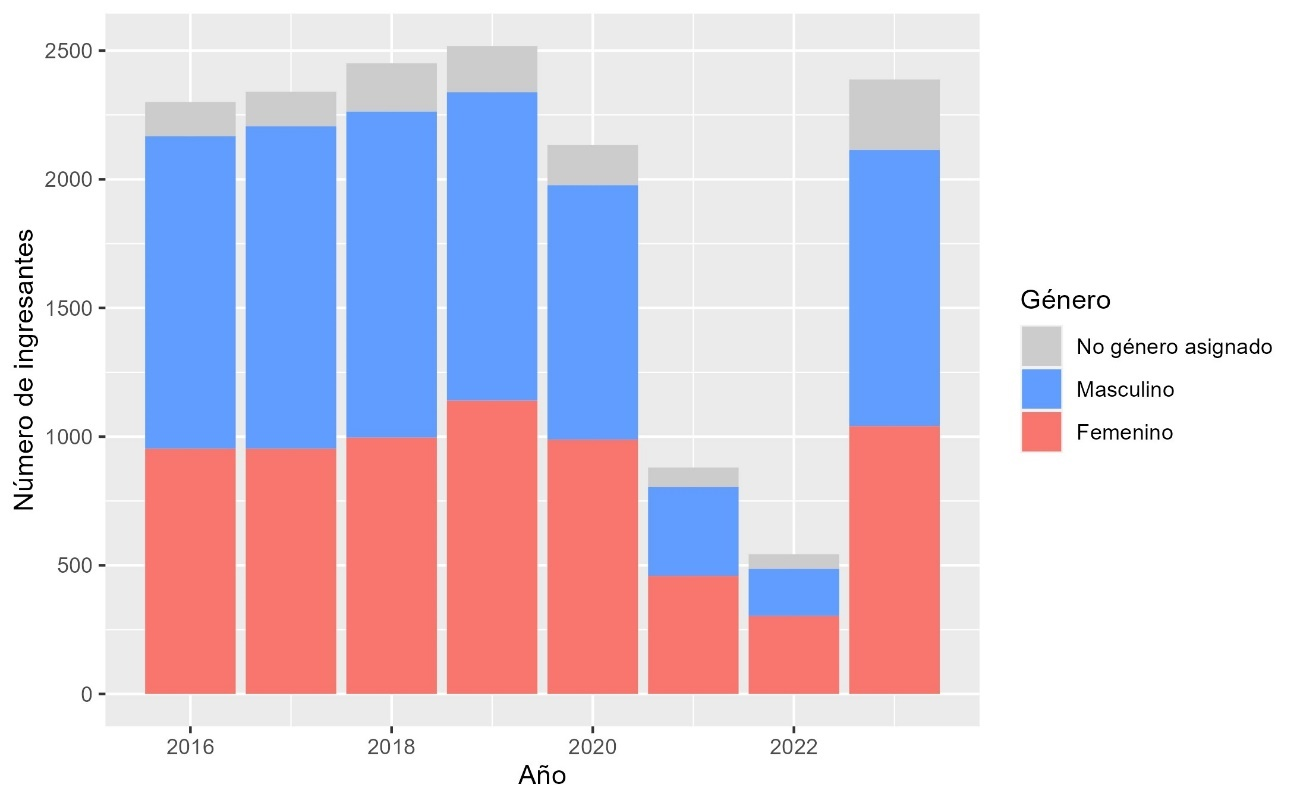 2500
2000
1500
1000
500
0
Número de ingresantes
2016
2018
2020
2022
Año
Género
No género asignado
Masculino
Femenino